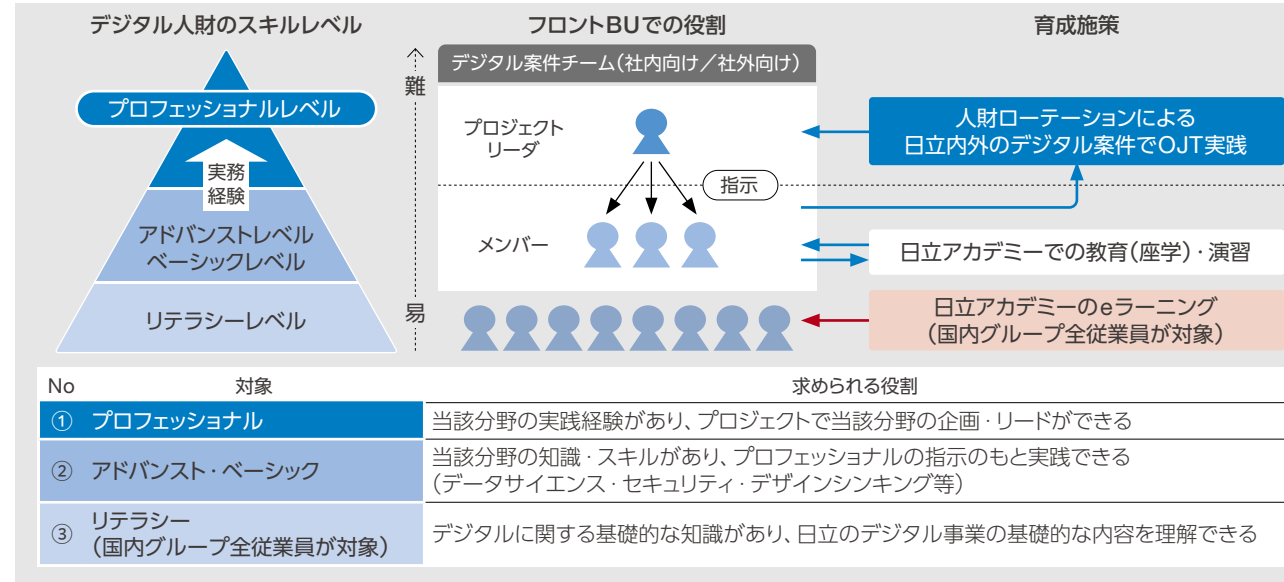 デジタル人財のスキルレベル
プロフェッショナルレベル
実務
経験
アドバンストレベル
ベーシックレベル
リテラシーレベル
難
易
フロントBUでの役割
デジタル案件チーム(社内向け／社外向け)
プロジェクト
リーダ
指示
メンバー
育成施策
人財ローテーションによる
日立内外のデジタル案件でOJT実践
日立アカデミーでの教育(座学)・演習
日立アカデミーのeラーニング
(国内グループ全従業員が対象)
No 対象 求められる役割
① プロフェッショナル 当該分野の実践経験があり、プロジェクトで当該分野の企画・リードができる
② アドバンスト・ベーシック 当該分野の知識・スキルがあり、プロフェッショナルの指示のもと実践できる
(データサイエンス・セキュリティ・デザインシンキング等)
③ リテラシー
(国内グループ全従業員が対象) デジタルに関する基礎的な知識があり、日立のデジタル事業の基礎的な内容を理解できる